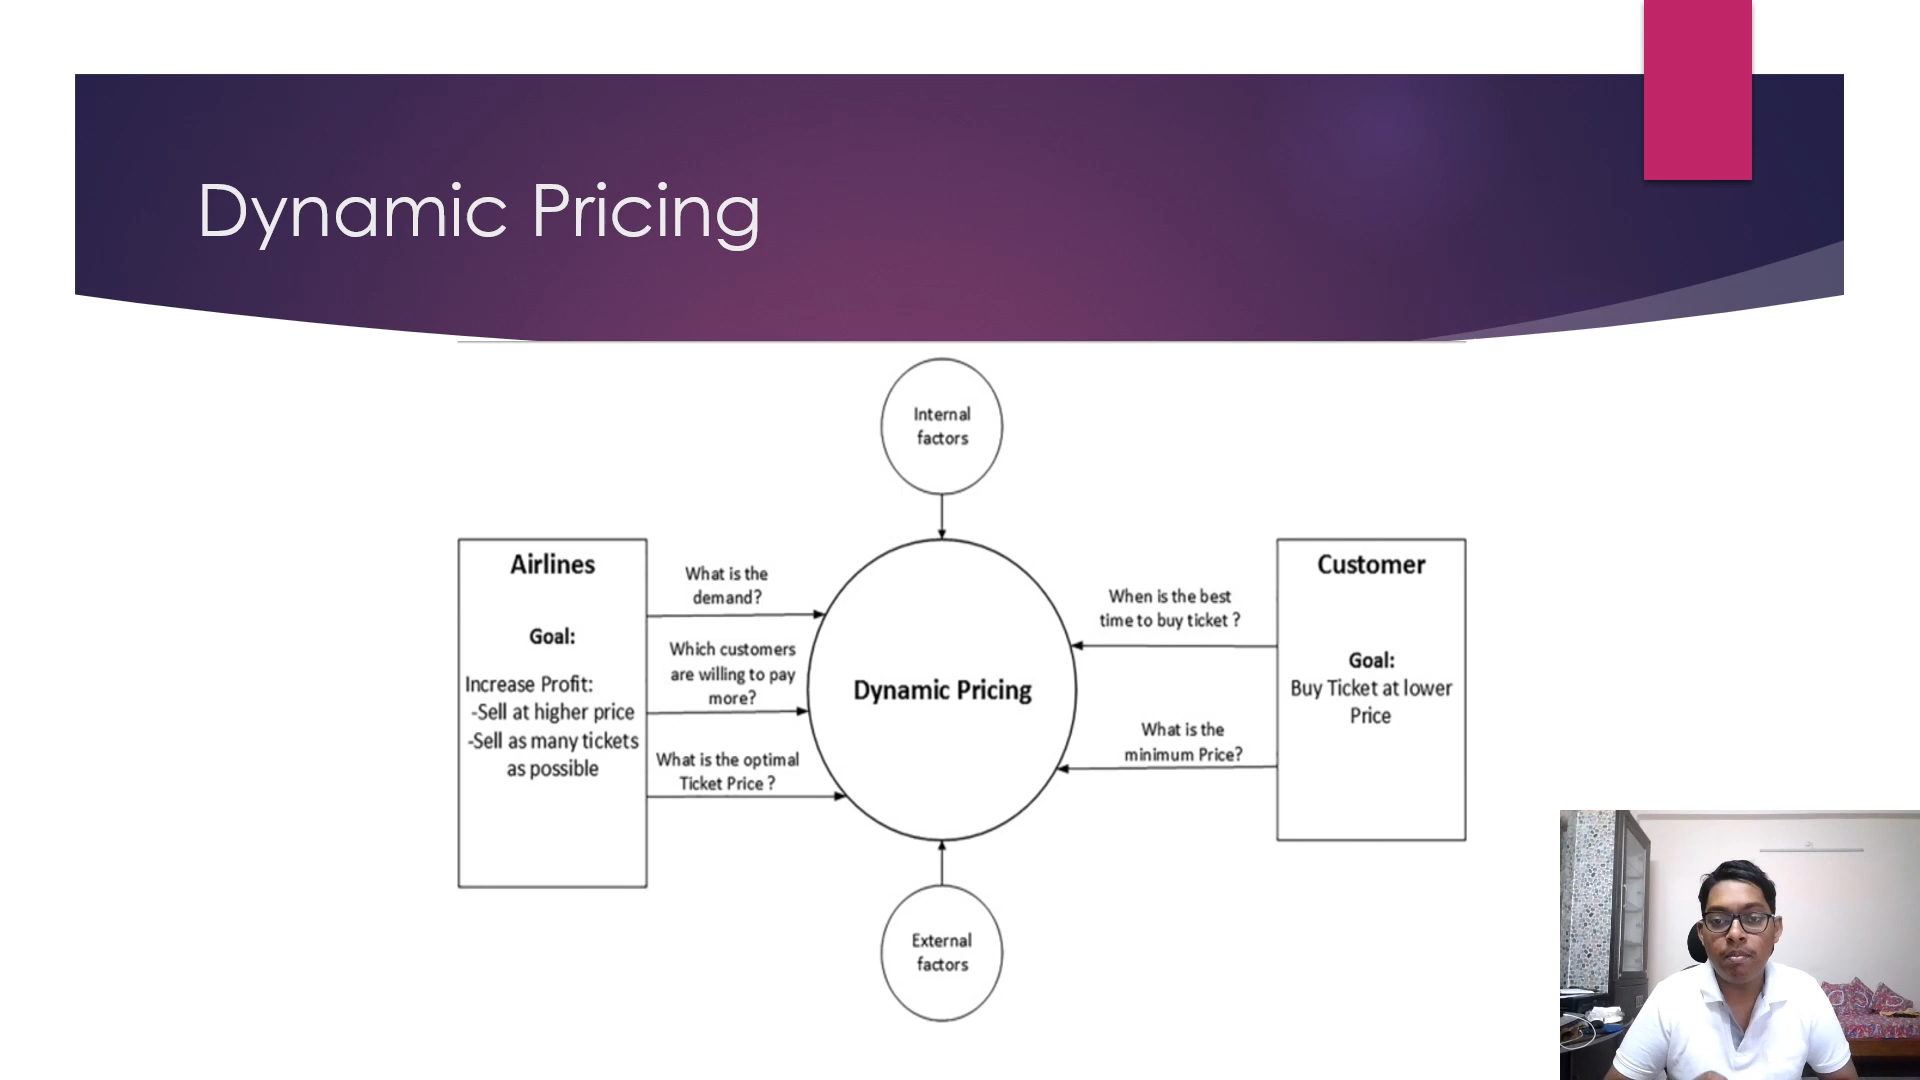 Dynamic Pricing
Internal
factors
Airlines
Goal:
Increase Profit:
-Sell at higher price
-Sell as many tickets
as possible
What is the
demand?
Which customers
are willing to pay
more?
What is the optimal
Ticket Price ?
Dynamic Pricing
When is the best
time to buy ticket ?
What is the
minimum Price?
Customer
Goal:
Buy Ticket at lower
Price
External
factors